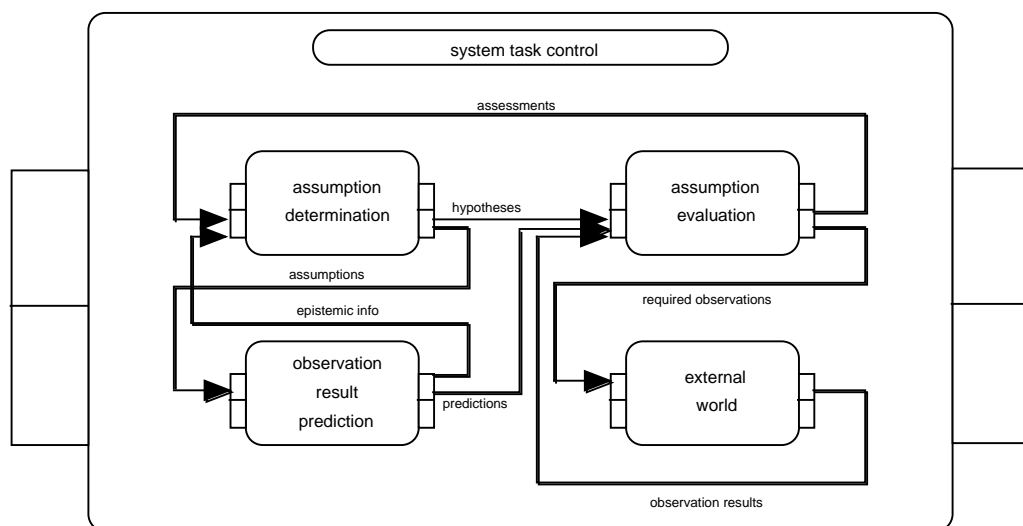 system task control
assessments
assumption
determination
assumption
evaluation
hypotheses
assumptions
required observations
epistemic info
observation
result
prediction
external
world
predictions
observation results